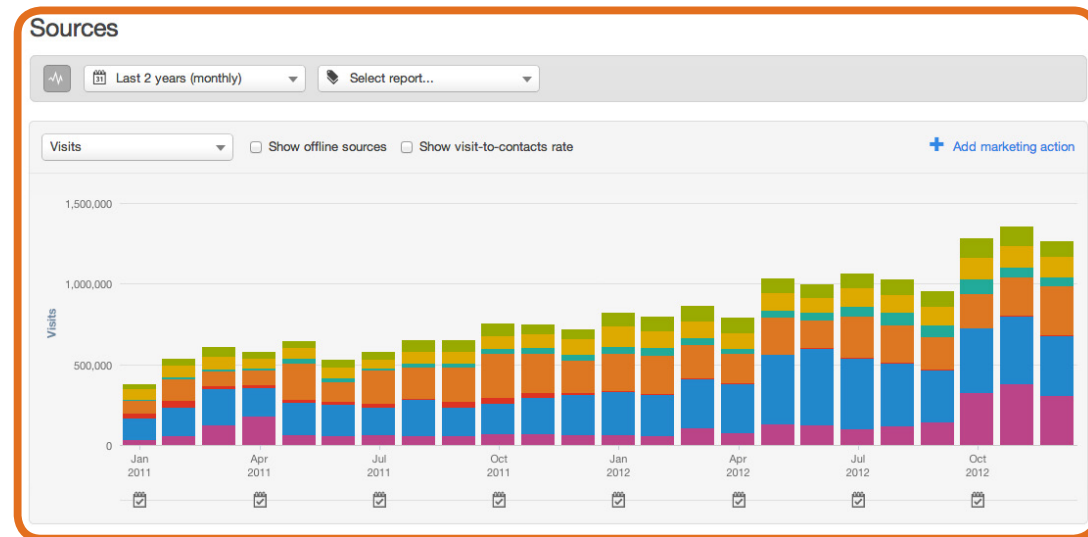 Sources
31 Last 2 years (monthly) Select report...
Visits Show offline sources Show visit-to-contacts rate + Add marketing action
1,500,000
1,000,000
500,000
0
Visits
Jan 2011 Apr 2011 Jul 2011 Oct 2011 Jan 2012 Apr 2012 Jul 2012 Oct 2012